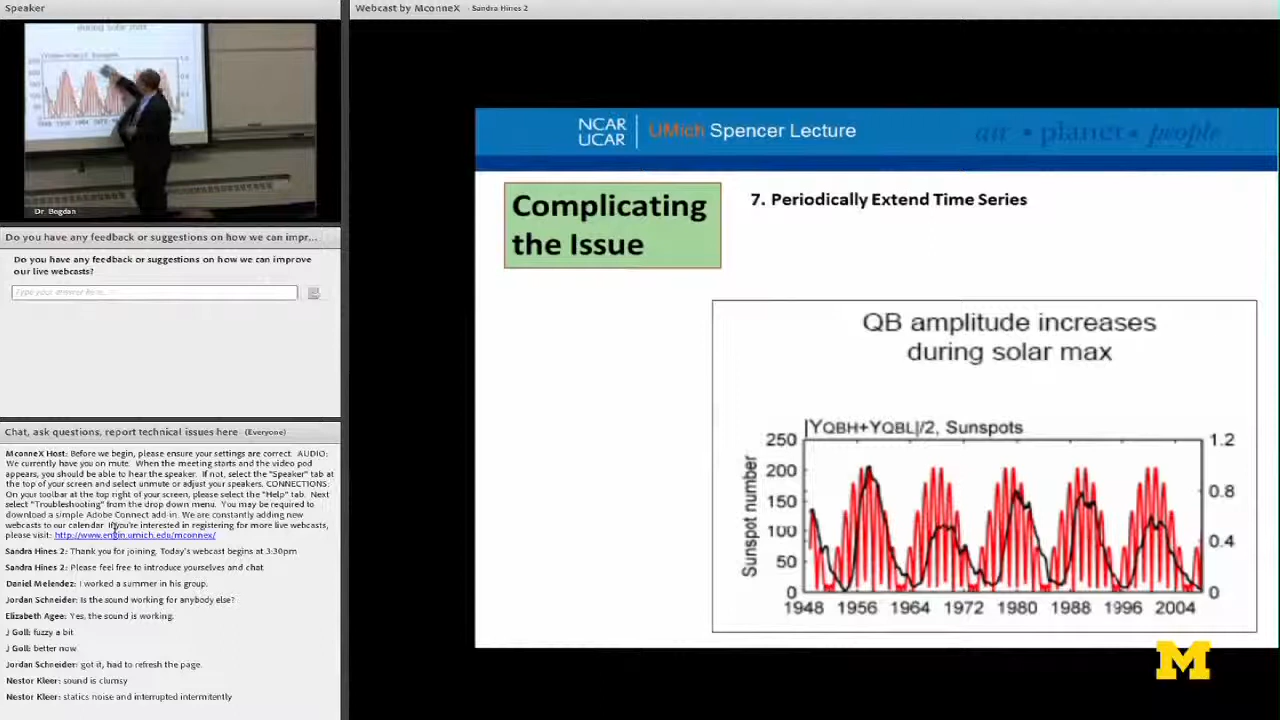 Speaker
during solar max
Dr. Bogdan
Do you have any feedback or suggestions on how we can impr...
Do you have any feedback or suggestions on how we can improve
our live webcasts?
Type your answer here...
Chat, ask questions, report technical issues here (Everyone)
MconneX Host: Before we begin, please ensure your settings are correct. AUDIO:
We currently have you on mute. When the meeting starts and the video pod
appears, you should be able to hear the speaker. If not, select the "Speaker" tab at
the top of your screen and select unmute or adjust your speakers. CONNECTIONS:
On your toolbar at the top right of your screen, please select the "Help" tab. Next
select "Troubleshooting" from the drop down menu. You may be required to
download a simple Adobe Connect add in. We are constantly adding new
webcasts to our calendar. If you're interested in registering for more live webcasts,
please visit: http://www.engin.umich.edu/mconnex/
Sandra Hines 2: Thank you for joining. Today's webcast begins at 3:30pm
Sandra Hines 2: Please feel free to introduce yourselves and chat
Daniel Melendez: I worked a summer in his group.
Jordan Schneider: Is the sound working for anybody else?
Elizabeth Agee: Yes, the sound is working.
J Goll: fuzzy a bit
J Goll: better now
Jordan Schneider: got it, had to refresh the page.
Nestor Kleer: sound is clumsy
Nestor Kleer: statics noise and interrupted intermitently
Webcast by MconneX - Sandra Hines 2
NCAR
UCAR
UMich Spencer Lecture
air • planet • people
Complicating
the Issue
7. Periodically Extend Time Series
QB amplitude increases
during solar max
|YQBH+YQBL|/2, Sunspots
Sunspot number
250
200
150
100
50
0
1.2
0.8
0.4
0
1948 1956 1964 1972 1980 1988 1996 2004
M